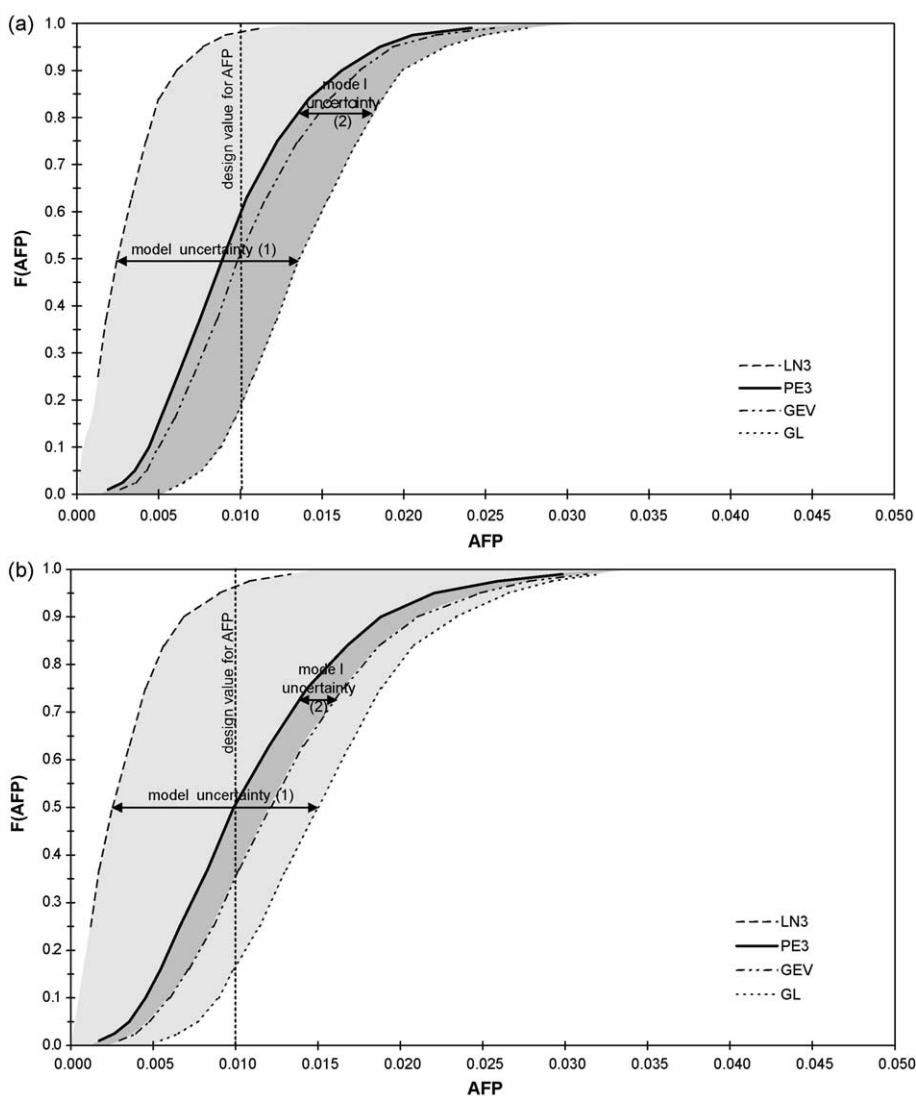 (a)
1.0
0.9
0.8
0.7
0.6
0.5
0.4
0.3
0.2
0.1
0.0
F(AFP)
design value for AFP
mode l
uncertainty
(2)
model uncertainty (1)
LN3
PE3
GEV
GL
0.000 0.005 0.010 0.015 0.020 0.025 0.030 0.035 0.040 0.045 0.050
AFP
(b)
1.0
0.9
0.8
0.7
0.6
0.5
0.4
0.3
0.2
0.1
0.0
F(AFP)
design value for AFP
mode l
uncertainty
(2)
model uncertainty (1)
LN3
PE3
GEV
GL
0.000 0.005 0.010 0.015 0.020 0.025 0.030 0.035 0.040 0.045 0.050
AFP